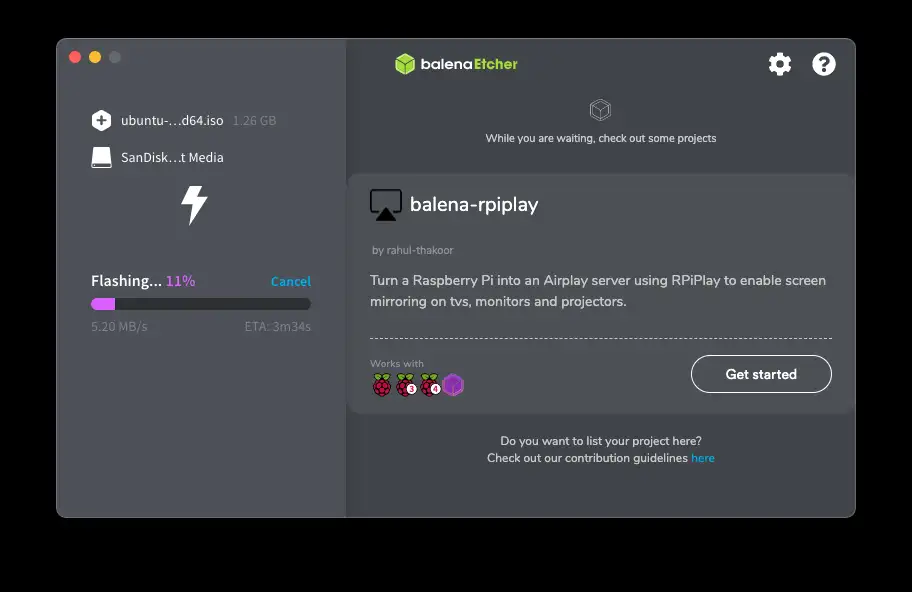 balenaEtcher
ubuntu-...d64.iso 1.26 GB
SanDisk...t Media
Flashing... 11% Cancel
5.20 MB/s ETA: 3m34s
While you are waiting, check out some projects
balena-rpiplay
by rahul-thakoor
Turn a Raspberry Pi into an Airplay server using RPiPlay to enable screen
mirroring on tvs, monitors and projectors.
Works with
3 4
Get started
Do you want to list your project here?
Check out our contribution guidelines here